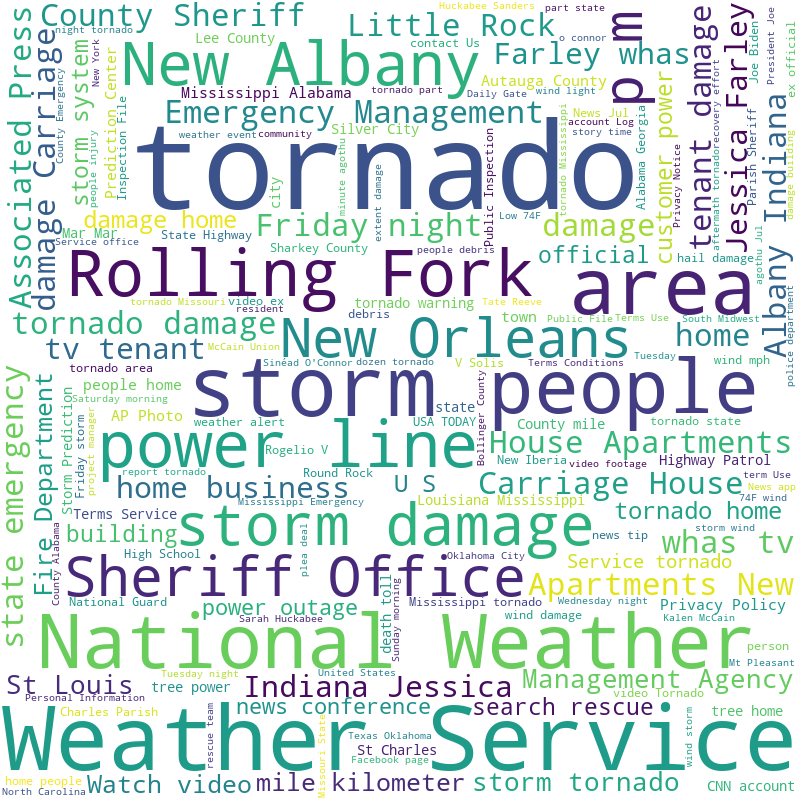 County Sheriff
Huckabee Sanders
part state
night tornado
Lee County
Little Rock
contact Us
o connor
New York
Joe Biden
President Joe
ex official
Associated Press
damage Carriage
storm system
County Emergency
people injury
Prediction Center
Inspection File
New Albany
Mississippi Alabama
tornado part
Farley whas
Daily Gate
wind light
Autauga County
p m
Emergency Management
News Jul
account Log
story time
weather event
community
Silver City
tornado
city
minute agothu
extent damage
Public Inspection
Low 74F
tornado Mississippi
Alabama Georgia
customer power
Privacy Notice
tenant damage
aftermath tornado
recovery effort
Jessica Farley
Parish Sheriff
Albany Indiana
damage building
damage home
Mar Mar
Service office
State Highway
Friday night
damage
Sharkey County
people debris
official
hail damage
agothu Jul
Rolling Fork
area
tornado Missouri
video ex
resident
tornado warning
debris
Tate Reeve
town
Public File
Terms Use
South Midwest
police department
tornado damage
New Orleans
home
tv tenant
McCain Union
Sinéad O'Connor
dozen tornado
V Solis
Terms Conditions
Tuesday
wind mph
tornado area
people home
Saturday morning
storm people
state
Bollinger County
AP Photo
weather alert
USA TODAY
County mile
tornado state
state emergency
Fire Department
Storm Prediction
Friday storm
project manager
power line
Rogelio V
House Apartments
New Iberia
video footage
Highway Patrol
term Use
News app
report tornado
Round Rock
74F wind
home business
U S
Carriage House
Mississippi Emergency
Louisiana Mississippi
tornado home
Terms Service
storm damage
news tip
storm wind
building
High School
plea deal
whas tv
County Alabama
Sheriff Office
Oklahoma City
Service tornado
Apartments New
National Guard
power outage
death toll
Sunday morning
Mississippi tornado
Wednesday night
Privacy Policy
Sarah Huckabee
wind damage
Kalen McCain
National Weather
person
Mt Pleasant
Tuesday night
United States
St Louis
Personal Information
tree power
Indiana Jessica
Management Agency
video Tornado
Charles Parish
rescue team
news conference
search rescue
tree home
Weather Service
Missouri State
Texas Oklahoma
St Charles
Facebook page
wind storm
home people
North Carolina
Watch video
mile kilometer
storm tornado
CNN account